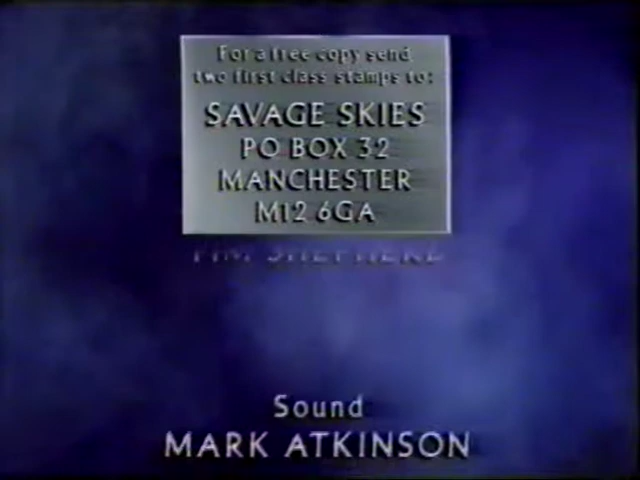 For a free copy send
two first class stamps to:
SAVAGE SKIES
PO BOX 32
MANCHESTER
M12 6GA
Sound
MARK ATKINSON